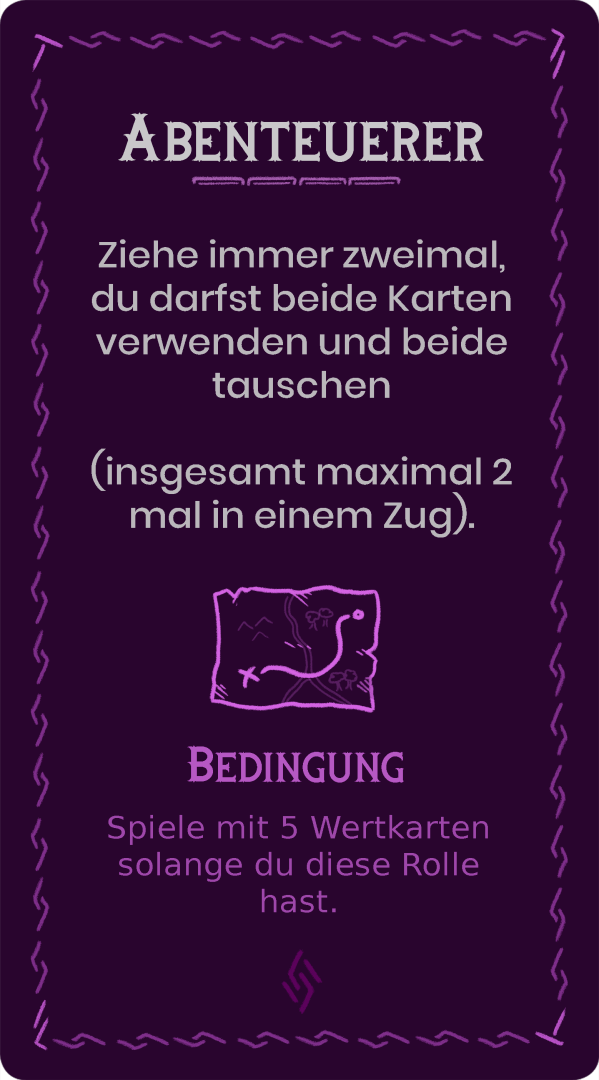 Abenteuerer
Ziehe immer zweimal,
du darfst beide Karten
verwenden und beide
tauschen
(insgesamt maximal 2
mal in einem Zug).
Bedingung
Spiele mit 5 Wertkarten
solange du diese Rolle
hast.